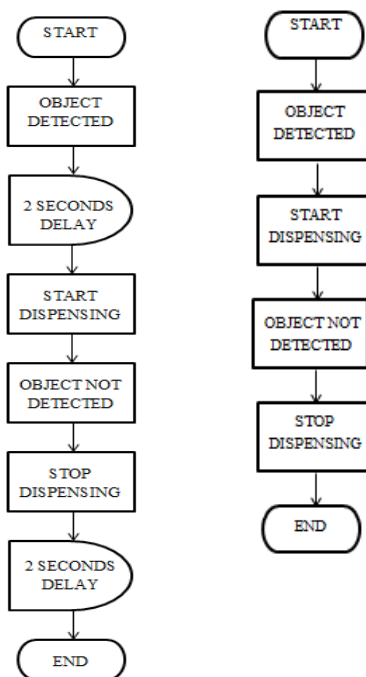 START
OBJECT
DETECTED
2 SECONDS
DELAY
START
DISPENSING
OBJECT NOT
DETECTED
STOP
DISPENSING
2 SECONDS
DELAY
END
START
OBJECT
DETECTED
START
DISPENSING
OBJECT NOT
DETECTED
STOP
DISPENSING
END